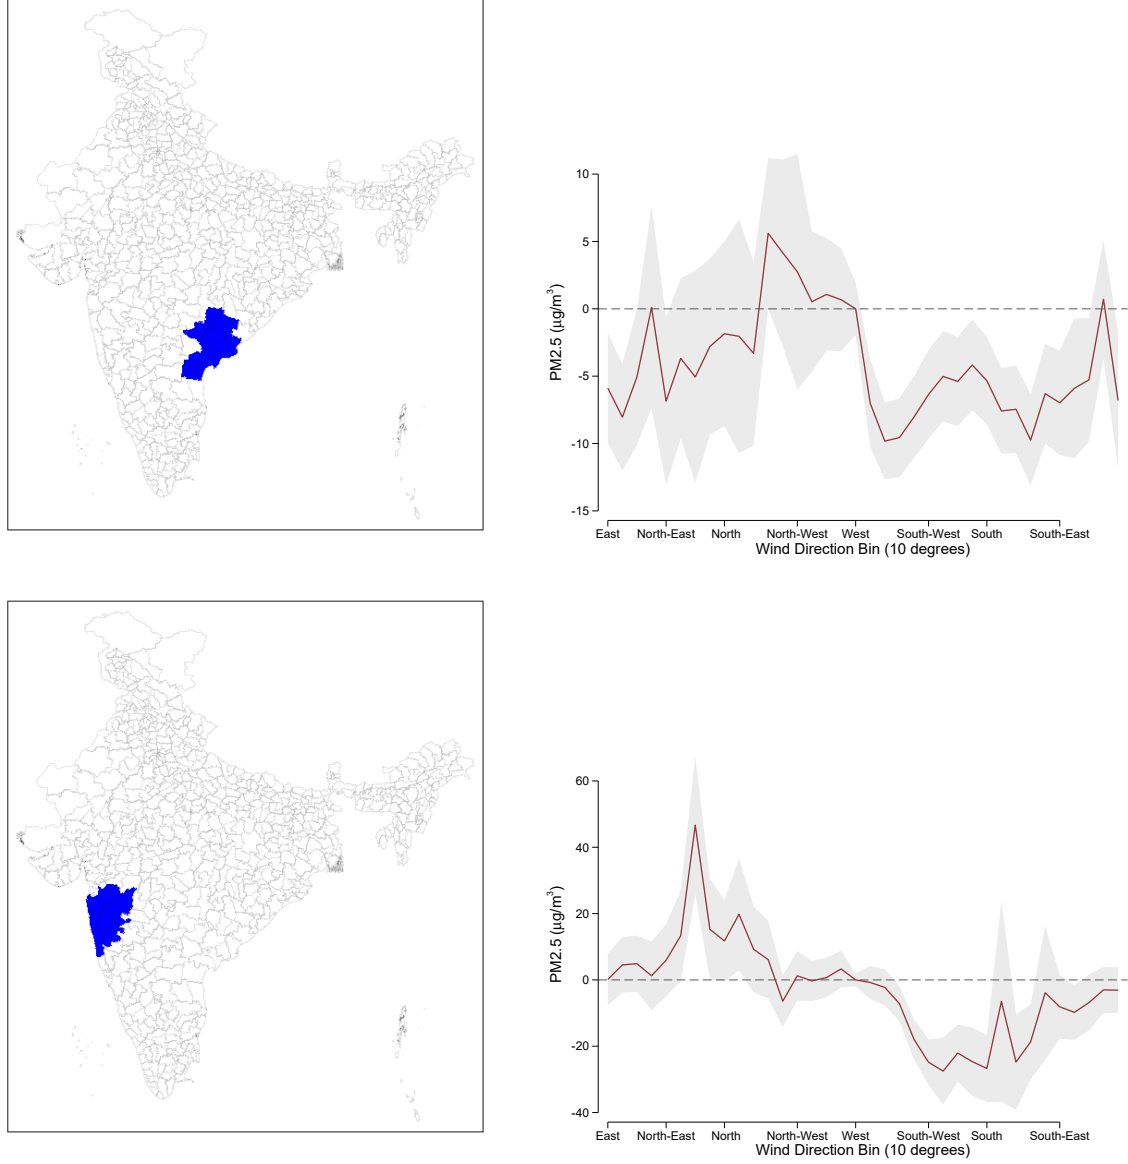 10
5
0
-5
-10
-15
PM2.5 (µg/m³)
East North-East North North-West West South-West South South-East
Wind Direction Bin (10 degrees)
60
40
20
0
-20
-40
PM2.5 (µg/m³)
East North-East North North-West West South-West South South-East
Wind Direction Bin (10 degrees)